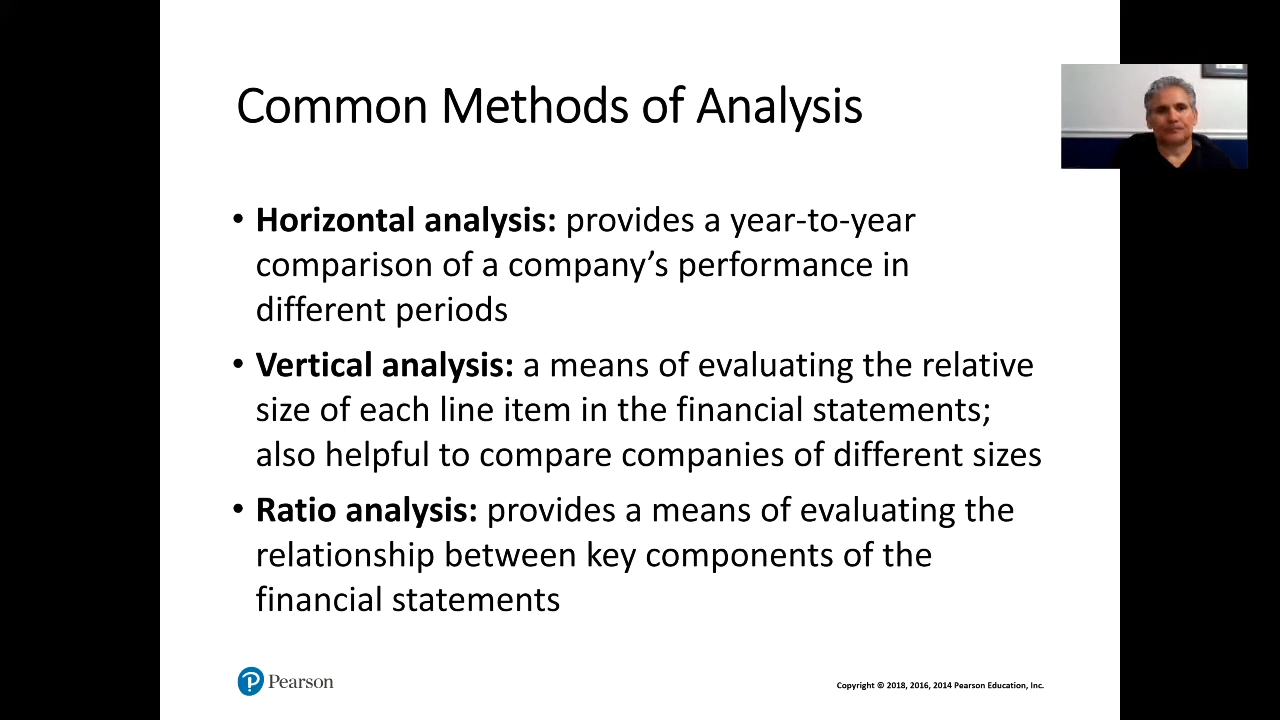 Common Methods of Analysis
• Horizontal analysis: provides a year-to-year
comparison of a company’s performance in
different periods
• Vertical analysis: a means of evaluating the relative
size of each line item in the financial statements;
also helpful to compare companies of different sizes
• Ratio analysis: provides a means of evaluating the
relationship between key components of the
financial statements
P Pearson
Copyright © 2018, 2016, 2014 Pearson Education, Inc.